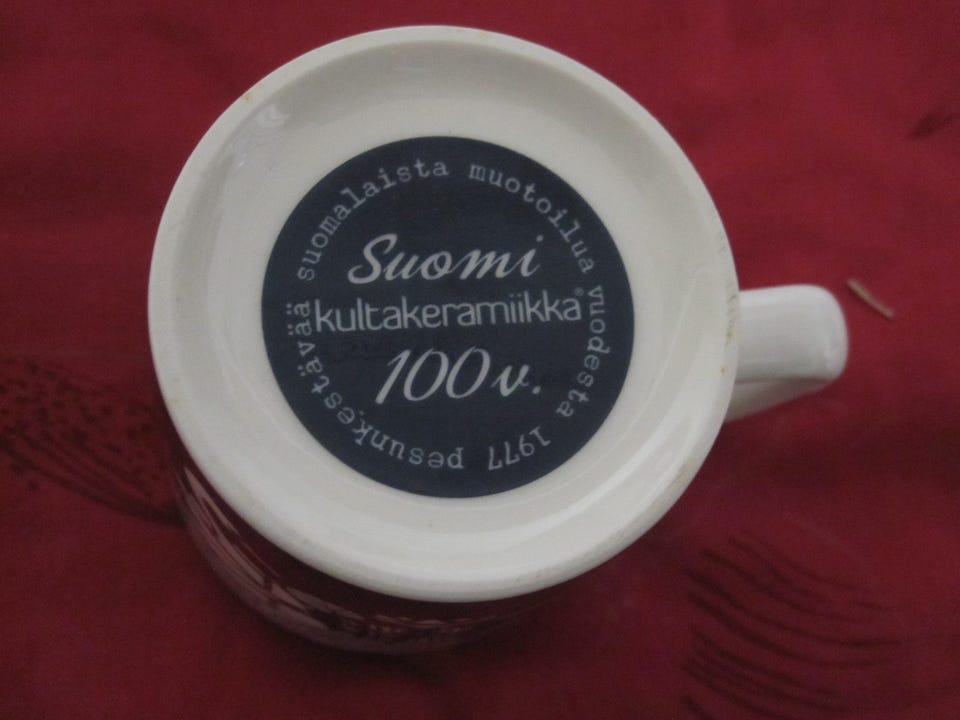 suomalaista muotoilua vuodesta 1977 pesunkestävää
Suomi
kultakeramiikka®
100 v.